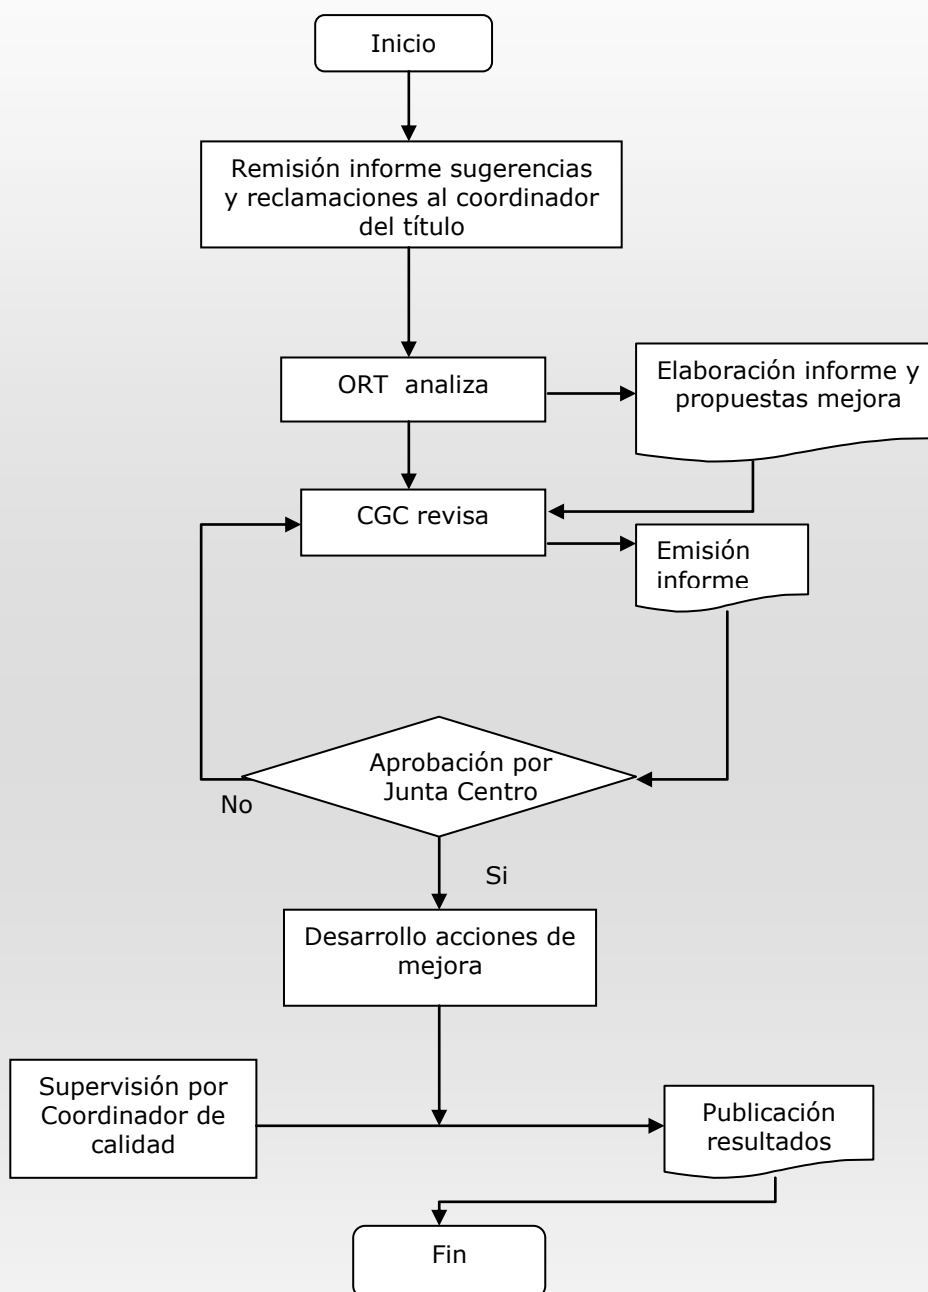 Inicio
Remisión informe sugerencias
y reclamaciones al coordinador
del título
ORT analiza
Elaboración informe y
propuestas mejora
CGC revisa
Emisión
informe
Aprobación por
Junta Centro
No
Si
Desarrollo acciones de
mejora
Supervisión por
Coordinador de
calidad
Publicación
resultados
Fin